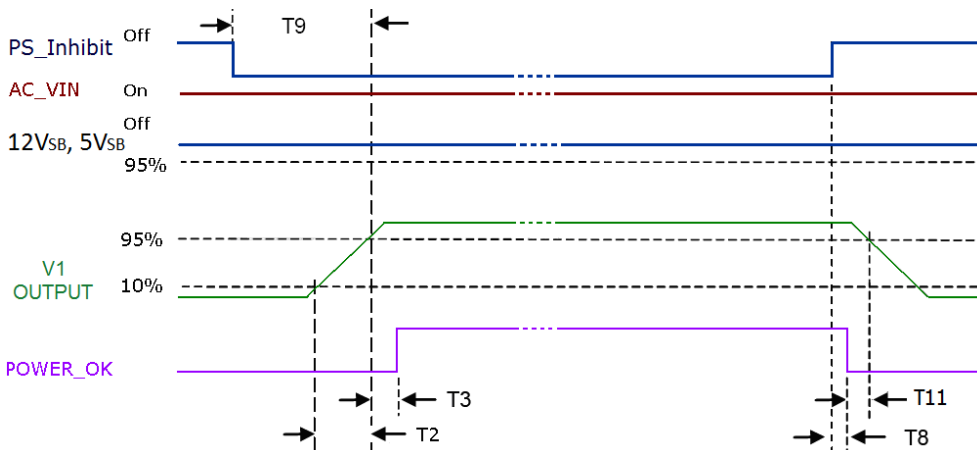 Off
T9
PS_Inhibit
AC_VIN
On
Off
12VSB, 5VSB
95%
95%
V1
OUTPUT
10%
POWER_OK
T3
T11
T2
T8